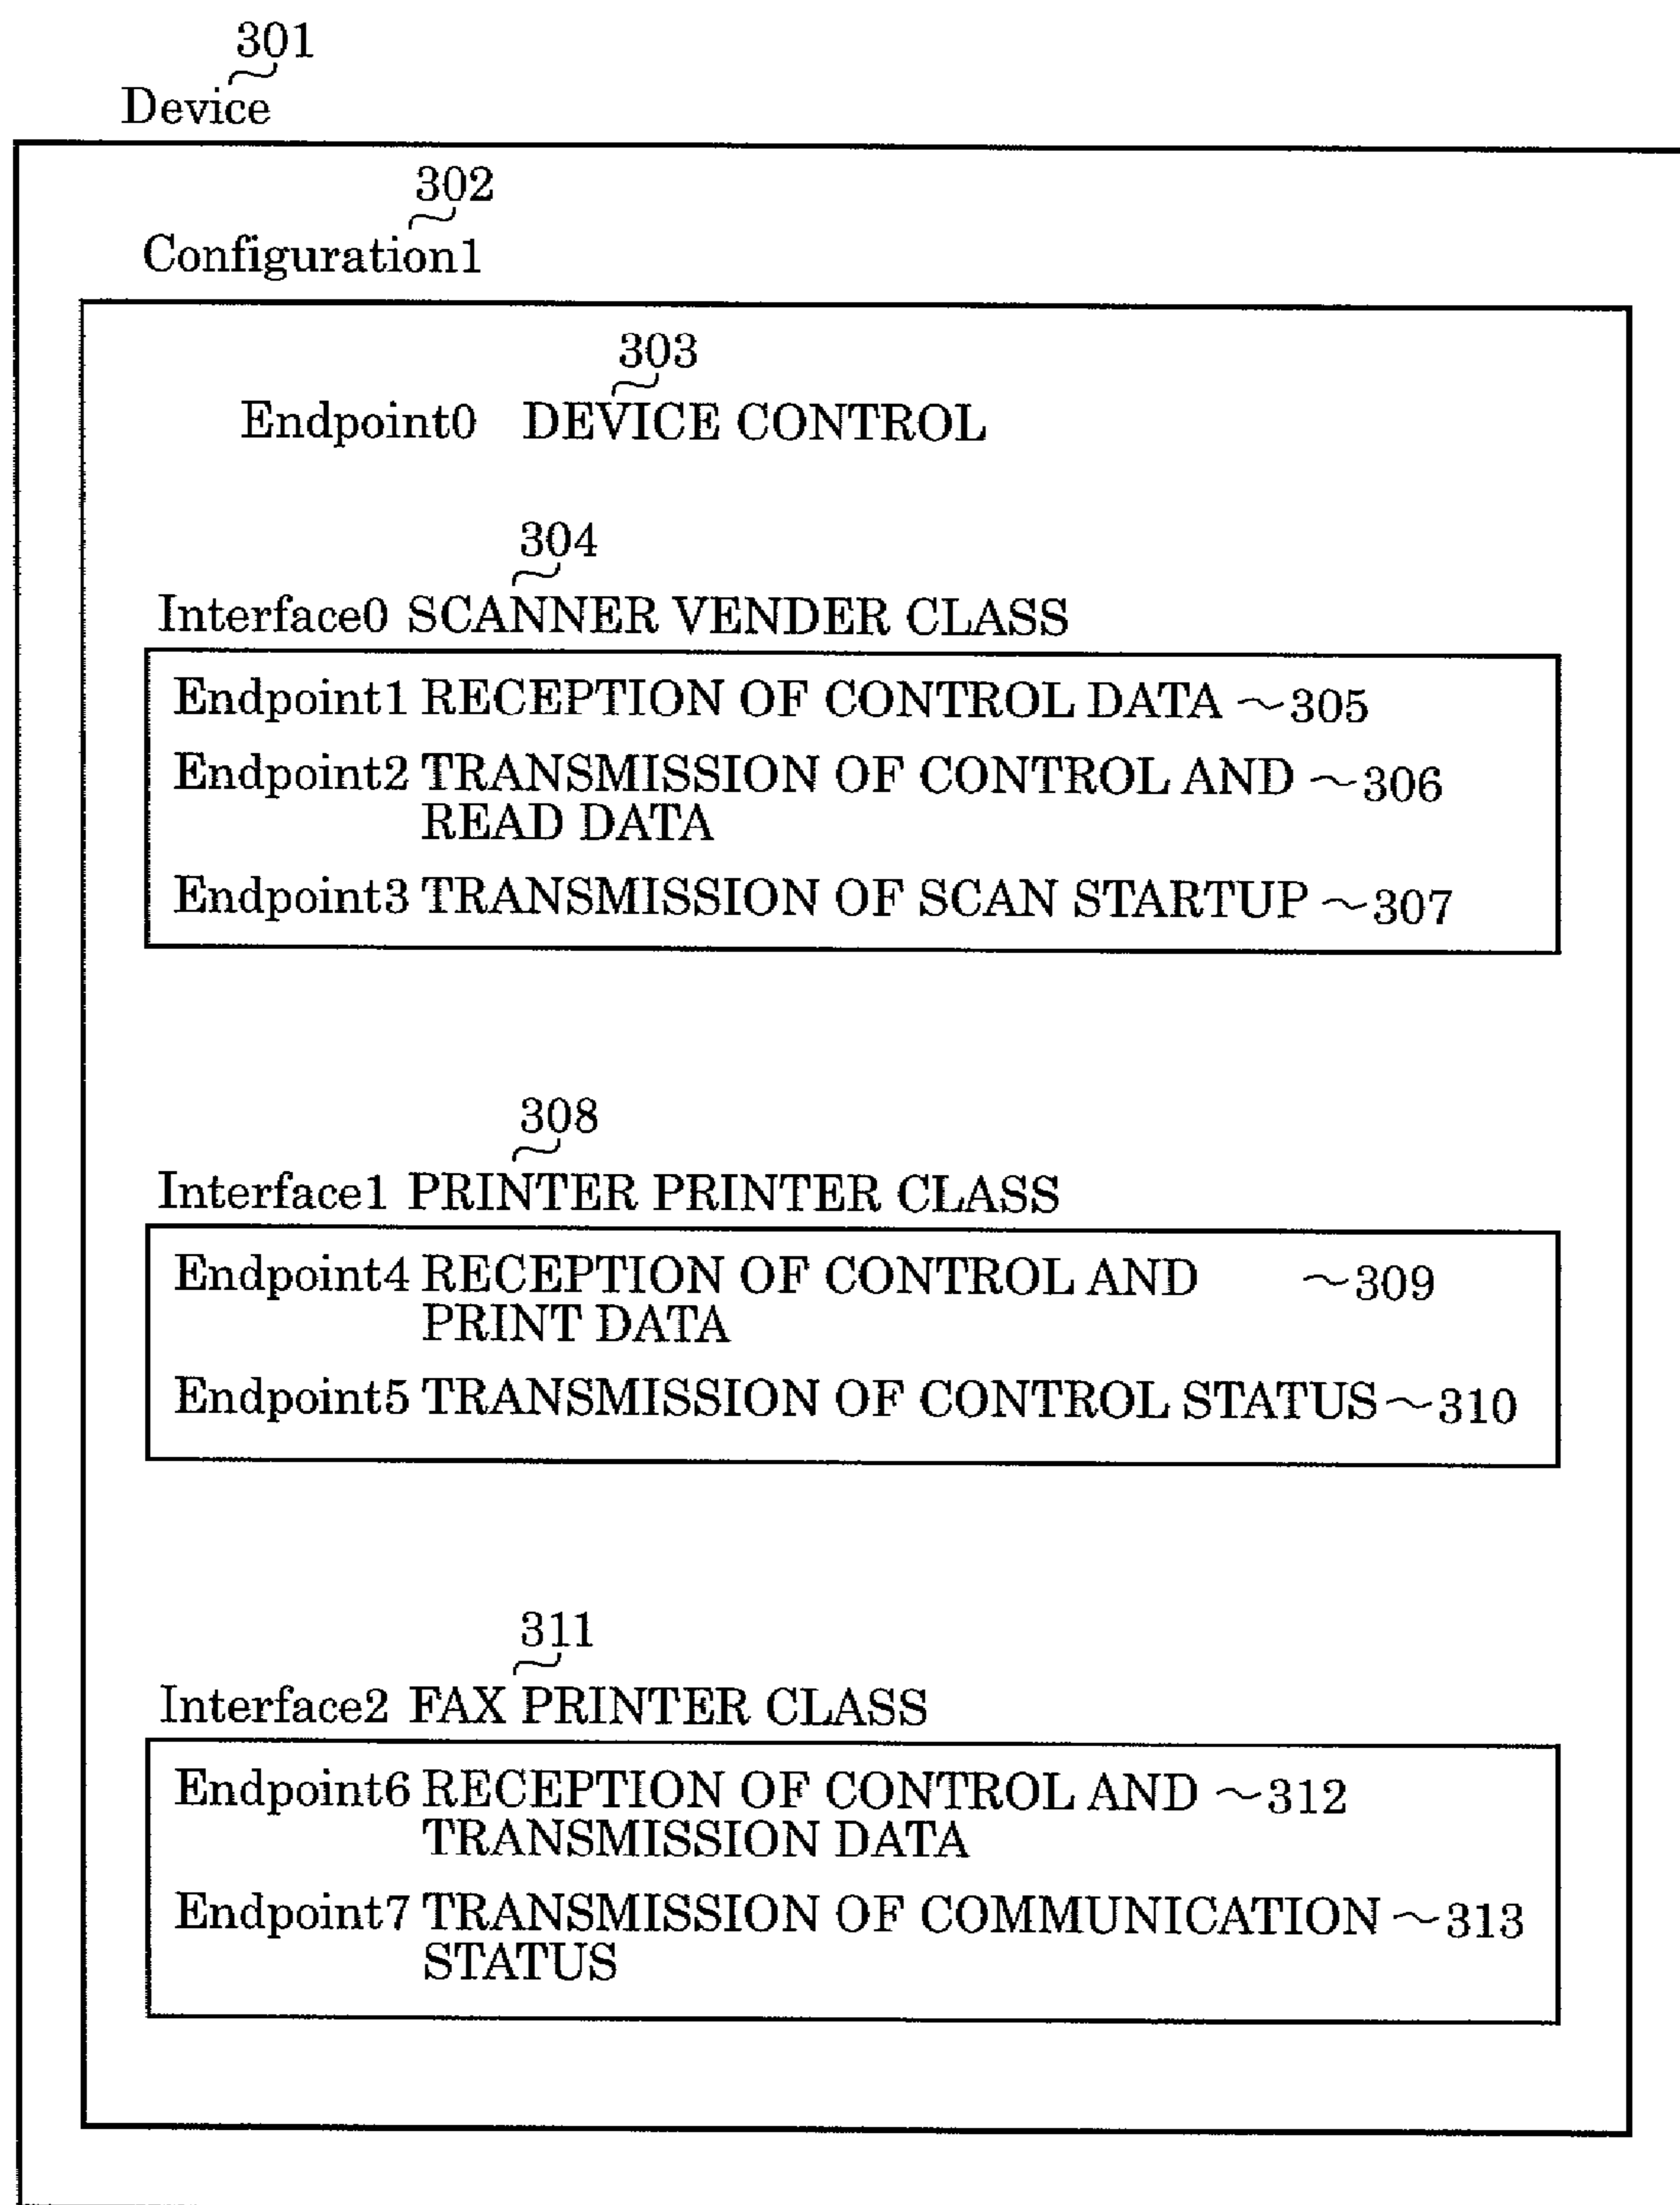 301
Device
302
Configuration1
303
Endpoint0 DEVICE CONTROL
304
Interface0 SCANNER VENDER CLASS
Endpoint1 RECEPTION OF CONTROL DATA ~305
Endpoint2 TRANSMISSION OF CONTROL AND ~306
READ DATA
Endpoint3 TRANSMISSION OF SCAN STARTUP ~307
308
Interface1 PRINTER PRINTER CLASS
Endpoint4 RECEPTION OF CONTROL AND ~309
PRINT DATA
Endpoint5 TRANSMISSION OF CONTROL STATUS ~310
311
Interface2 FAX PRINTER CLASS
Endpoint6 RECEPTION OF CONTROL AND ~312
TRANSMISSION DATA
Endpoint7 TRANSMISSION OF COMMUNICATION ~313
STATUS